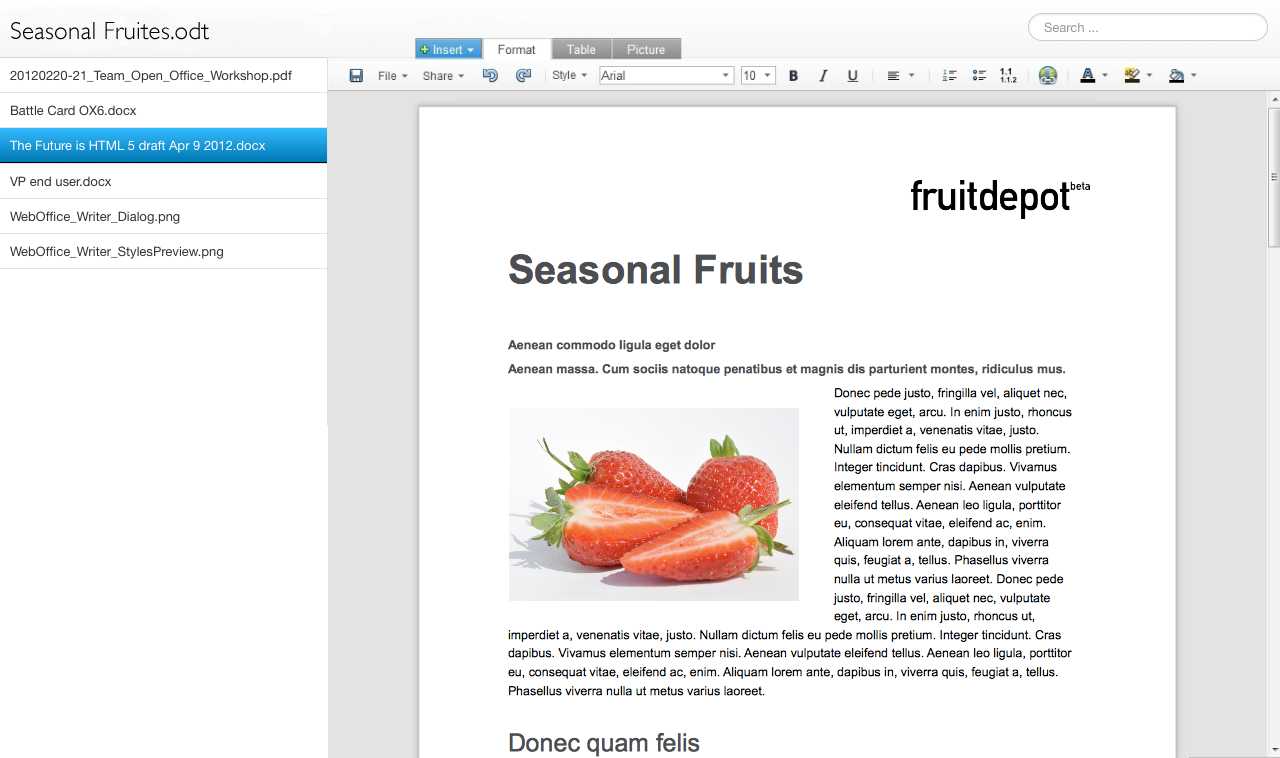 Seasonal Fruites.odt
Search ...
Insert Format Table Picture
File Share Style Arial 10 B I U 1.1 1.1.2 A
20120220-21_Team_Open_Office_Workshop.pdf
Battle Card OX6.docx
The Future is HTML 5 draft Apr 9 2012.docx
VP end user.docx
WebOffice_Writer_Dialog.png
WebOffice_Writer_StylesPreview.png
fruitdepot beta
Seasonal Fruits
Aenean commodo ligula eget dolor
Aenean massa. Cum sociis natoque penatibus et magnis dis parturient montes, ridiculus mus.
Donec pede justo, fringilla vel, aliquet nec,
vulputate eget, arcu. In enim justo, rhoncus
ut, imperdiet a, venenatis vitae, justo.
Nullam dictum felis eu pede mollis pretium.
Integer tincidunt. Cras dapibus. Vivamus
elementum semper nisi. Aenean vulputate
eleifend tellus. Aenean leo ligula, porttitor
eu, consequat vitae, eleifend ac, enim.
Aliquam lorem ante, dapibus in, viverra
quis, feugiat a, tellus. Phasellus viverra
nulla ut metus varius laoreet. Donec pede
justo, fringilla vel, aliquet nec, vulputate
eget, arcu. In enim justo, rhoncus ut,
imperdiet a, venenatis vitae, justo. Nullam dictum felis eu pede mollis pretium. Integer tincidunt. Cras
dapibus. Vivamus elementum semper nisi. Aenean vulputate eleifend tellus. Aenean leo ligula, porttitor
eu, consequat vitae, eleifend ac, enim. Aliquam lorem ante, dapibus in, viverra quis, feugiat a, tellus.
Phasellus viverra nulla ut metus varius laoreet.
Donec quam felis